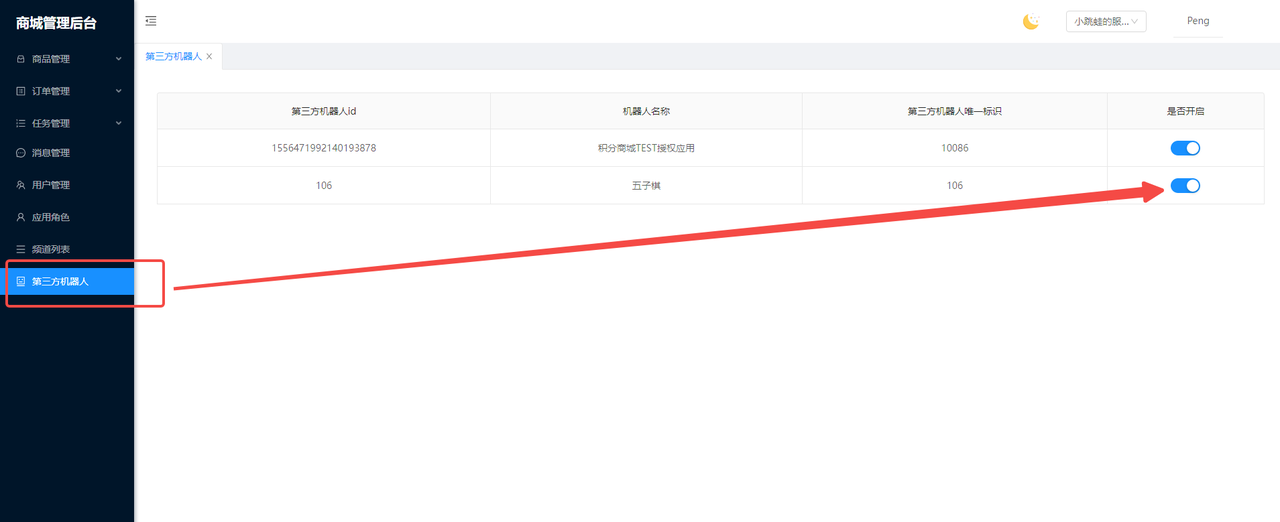 商城管理后台
商品管理
订单管理
任务管理
消息管理
用户管理
应用角色
频道列表
第三方机器人
小跳蛙的服...
Peng
第三方机器人
第三方机器人id 机器人名称 第三方机器人唯一标识 是否开启
1556471992140193878 积分商城TEST授权应用 10086
106 五子棋 106